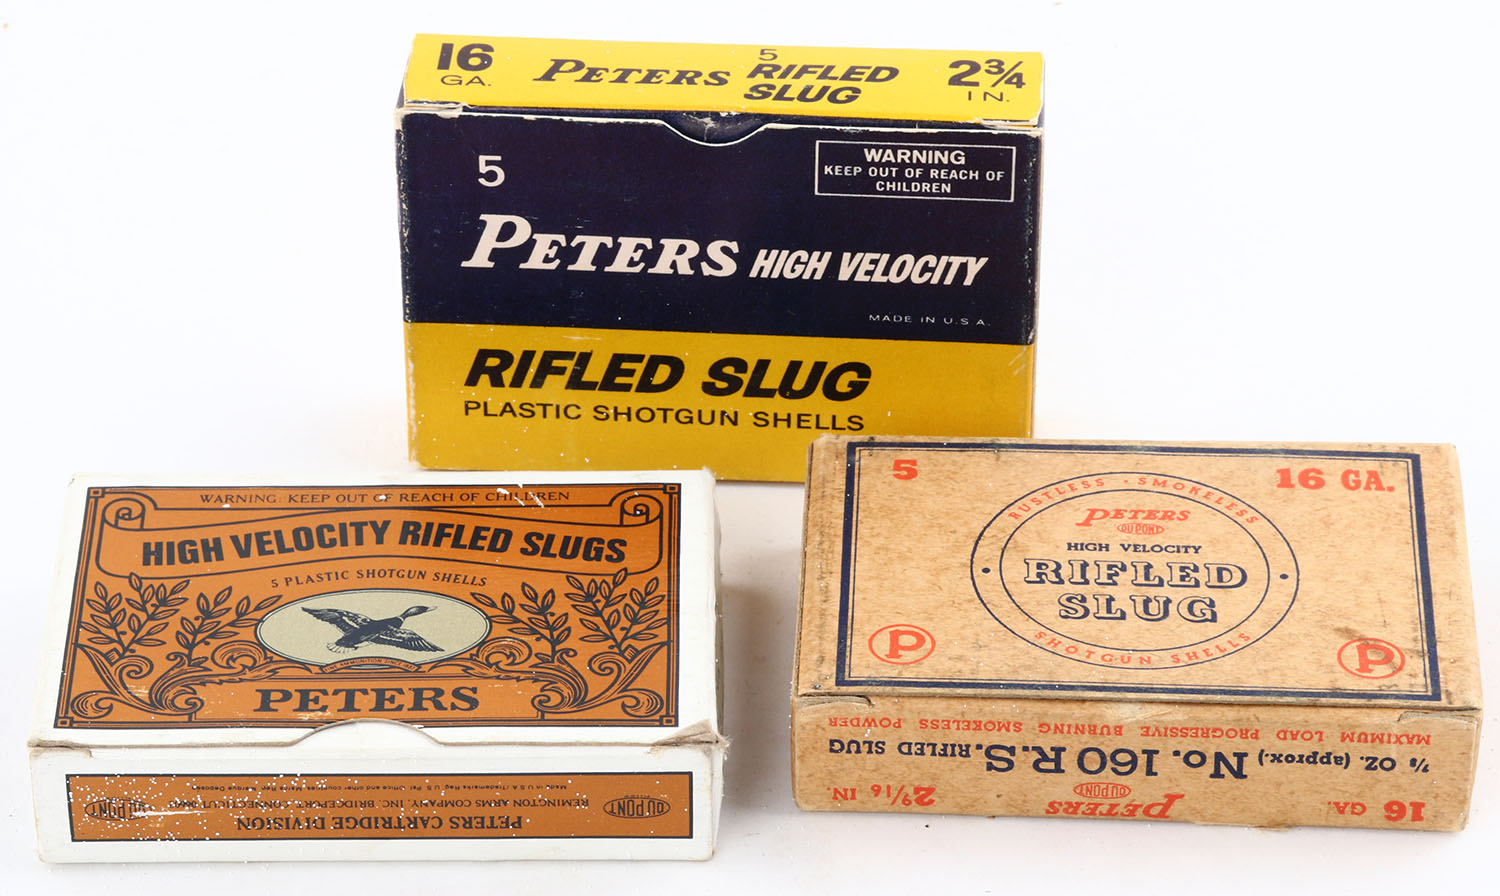 16
GA.
PETERS
5
RIFLED
SLUG
2 3/4
IN.
5
WARNING
KEEP OUT OF REACH OF
CHILDREN
PETERS HIGH VELOCITY
MADE IN U.S.A.
RIFLED SLUG
PLASTIC SHOTGUN SHELLS
WARNING: KEEP OUT OF REACH OF CHILDREN
HIGH VELOCITY RIFLED SLUGS
5 PLASTIC SHOTGUN SHELLS
PETERS
PETERS CARTRIDGE DIVISION
REMINGTON ARMS COMPANY, INC. BRIDGEPORT, CONNECTICUT
DU PONT
DU PONT
5
16 GA.
RUSTLESS • SMOKELESS
PETERS
DU PONT
HIGH VELOCITY
RIFLED
SLUG
SHOTGUN SHELLS
P
P
16 GA.
PETERS
DU PONT
2 9/16 IN.
7/8 OZ. (approx.) No. 160 R.S. RIFLED SLUG
MAXIMUM LOAD PROGRESSIVE BURNING SMOKELESS POWDER